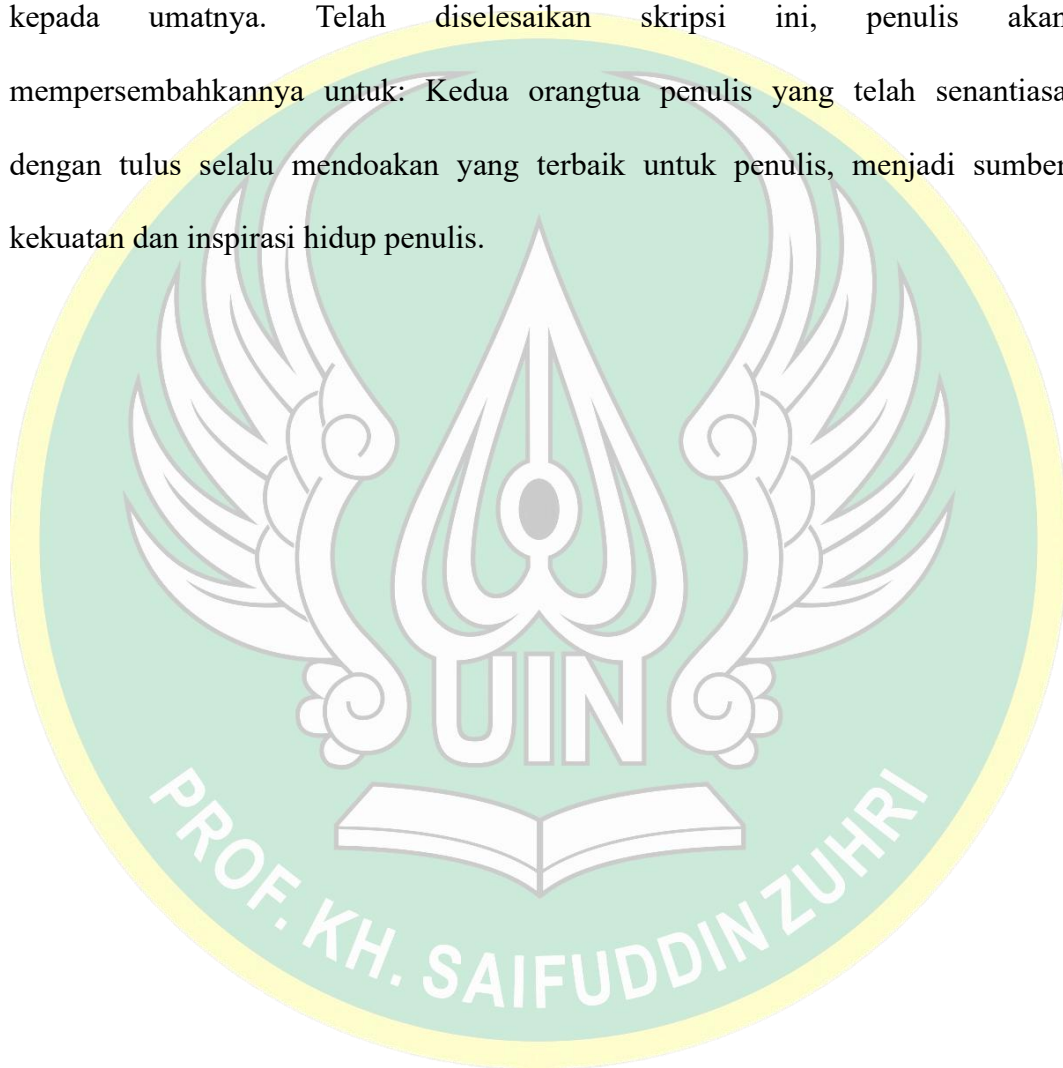 kepada umatnya. Telah diselesaikan skripsi ini, penulis akan
mempersembahkannya untuk: Kedua orangtua penulis yang telah senantiasa
dengan tulus selalu mendoakan yang terbaik untuk penulis, menjadi sumber
kekuatan dan inspirasi hidup penulis.
UIN
PROF. KH. SAIFUDDIN ZUHRI